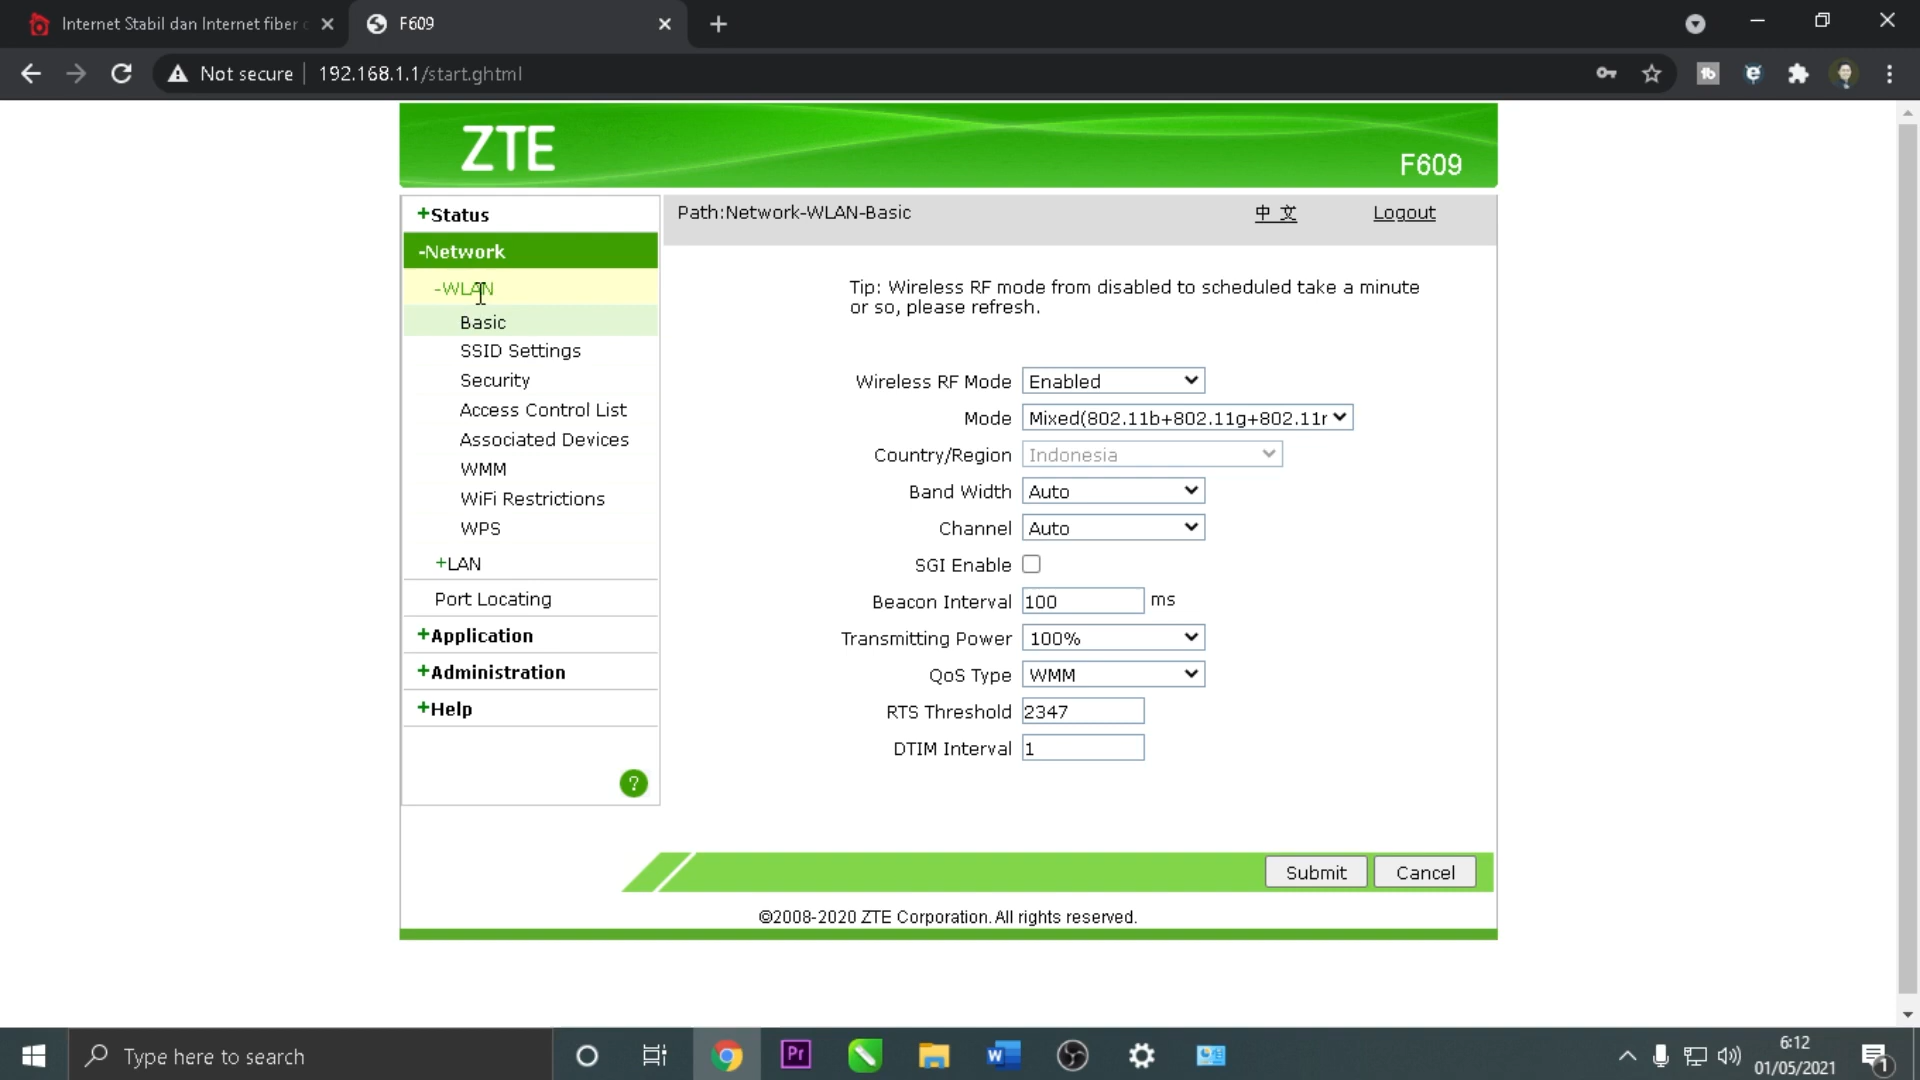 Internet Stabil dan Internet fiber
F609
Not secure
192.168.1.1/start.ghtml
ZTE
F609
+Status
Path:Network-WLAN-Basic
中 文
Logout
-Network
-WLAN
Basic
SSID Settings
Security
Access Control List
Associated Devices
WMM
WiFi Restrictions
WPS
+LAN
Port Locating
+Application
+Administration
+Help
?
Tip: Wireless RF mode from disabled to scheduled take a minute
or so, please refresh.
Wireless RF Mode Enabled
Mode Mixed(802.11b+802.11g+802.11
Country/Region Indonesia
Band Width Auto
Channel Auto
SGI Enable
Beacon Interval 100 ms
Transmitting Power 100%
QoS Type WMM
RTS Threshold 2347
DTIM Interval 1
Submit
Cancel
©2008-2020 ZTE Corporation. All rights reserved.
Type here to search
Pr
W
6:12
01/05/2021
1